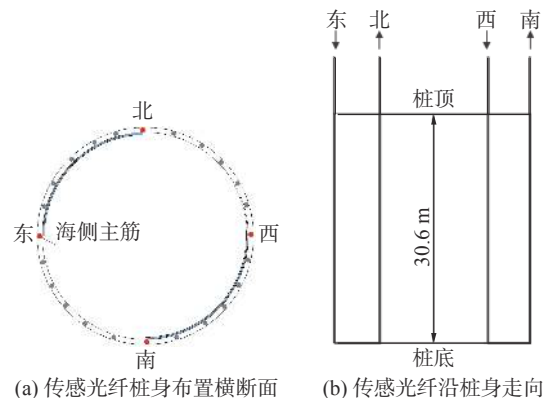 北
东
海侧主筋
西
南
(a) 传感光纤桩身布置横断面
东 北 西 南
桩顶
30.6 m
桩底
(b) 传感光纤沿桩身走向